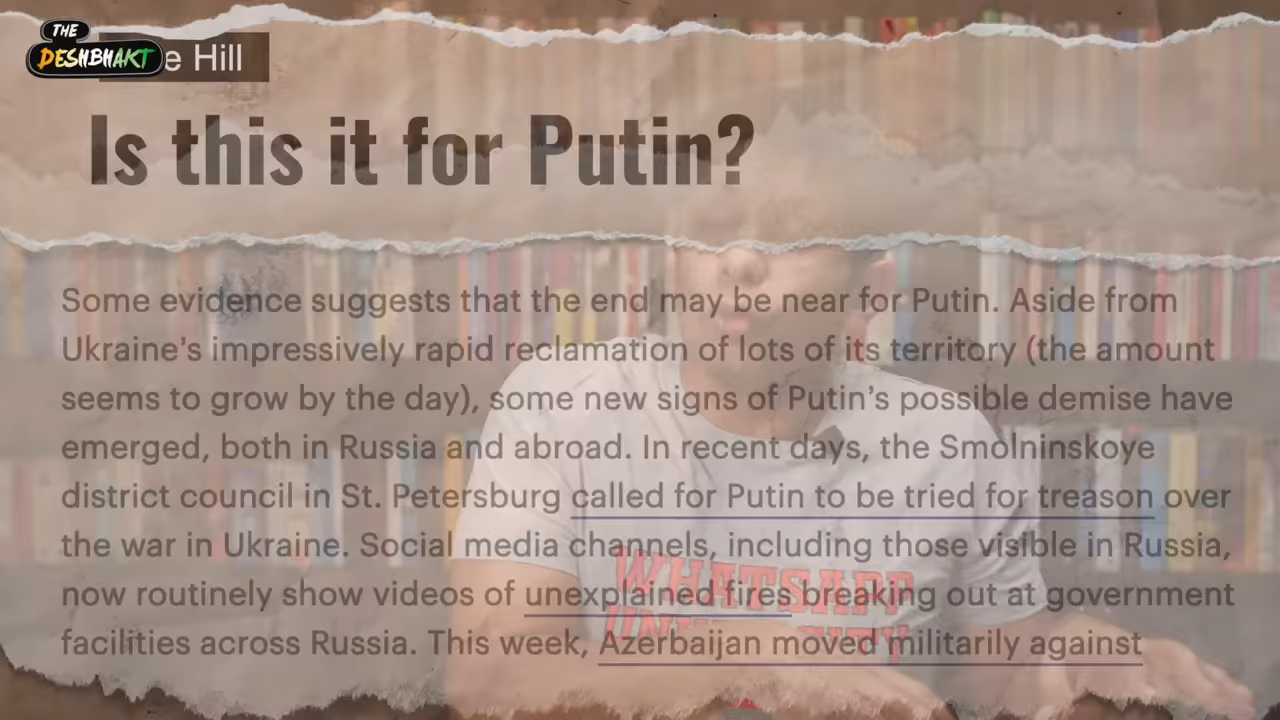 THE
DESHBHAKT
e Hill
Is this it for Putin?
Some evidence suggests that the end may be near for Putin. Aside from
Ukraine’s impressively rapid reclamation of lots of its territory (the amount
seems to grow by the day), some new signs of Putin’s possible demise have
emerged, both in Russia and abroad. In recent days, the Smolninskoye
district council in St. Petersburg called for Putin to be tried for treason over
the war in Ukraine. Social media channels, including those visible in Russia,
now routinely show videos of unexplained fires breaking out at government
facilities across Russia. This week, Azerbaijan moved militarily against
WHATSAPP